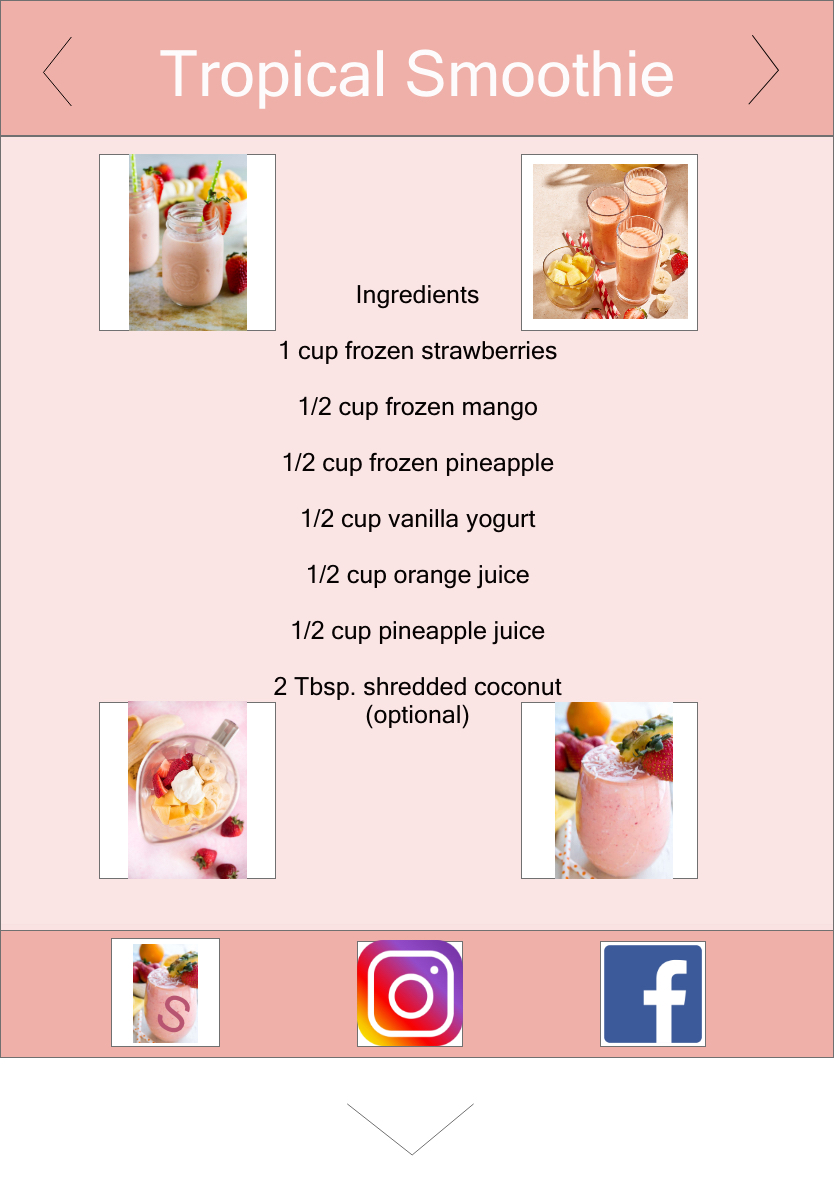 Tropical Smoothie
Ingredients
1 cup frozen strawberries
1/2 cup frozen mango
1/2 cup frozen pineapple
1/2 cup vanilla yogurt
1/2 cup orange juice
1/2 cup pineapple juice
2 Tbsp. shredded coconut
(optional)
S
f